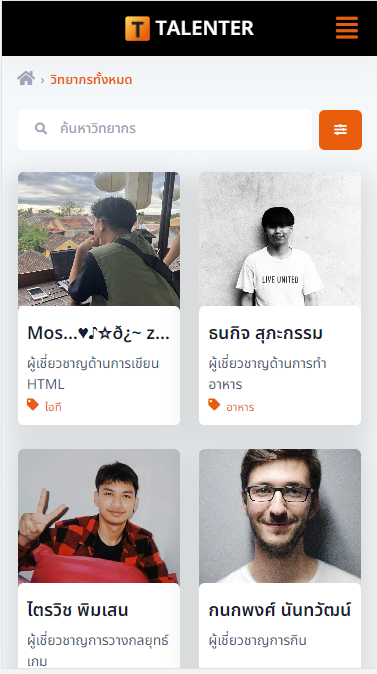 T TALENTER
› วิทยากรทั้งหมด
ค้นหาวิทยากร
LIVE UNITED
Mos...♥♪☆ð¿~ z...
ธนกิจ สุภะกรรม
ผู้เชี่ยวชาญด้านการเขียน
HTML
ไอที
ผู้เชี่ยวชาญด้านการทำ
อาหาร
อาหาร
ไตรวิช พิมเสน
กนกพงศ์ นันทวัฒน์
ผู้เชี่ยวชาญการวางกลยุทธ์
เกม
ผู้เชี่ยวชาญการกิน